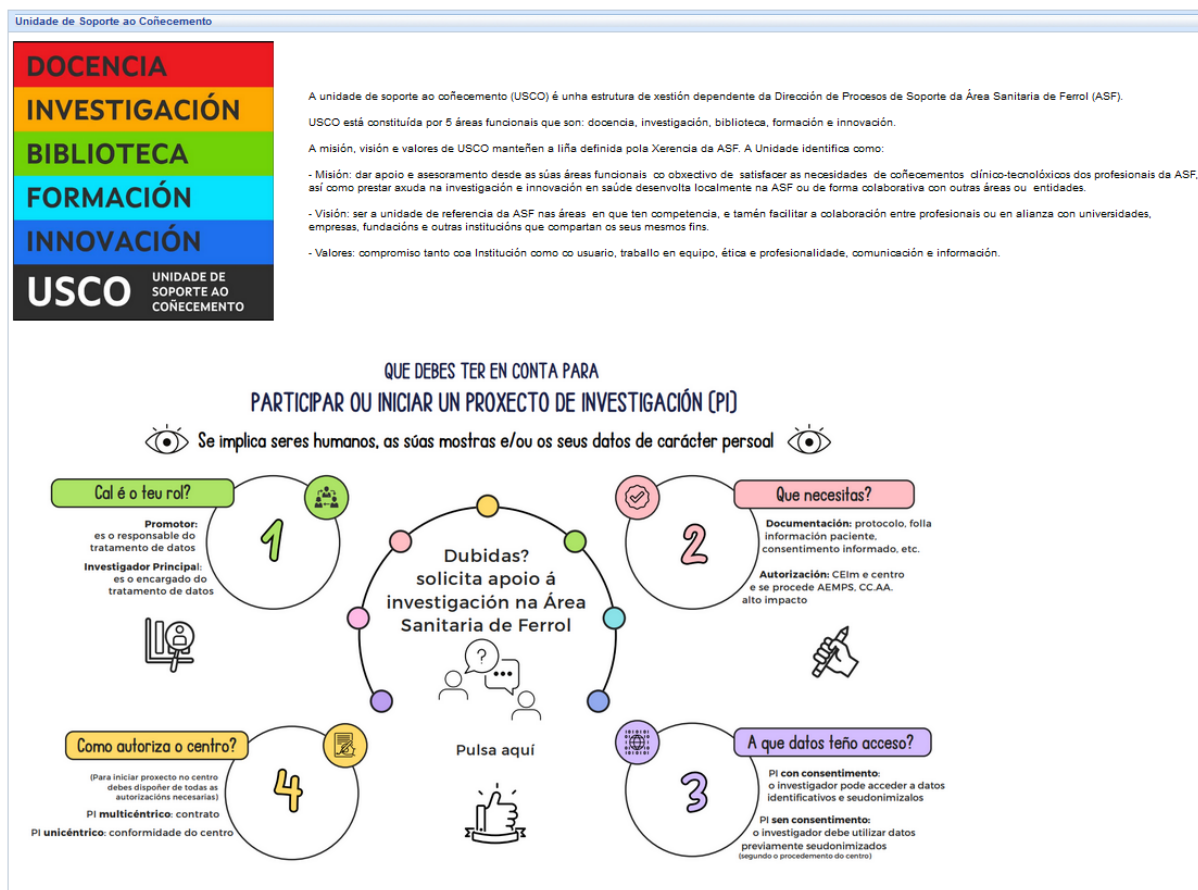 Unidade de Soporte ao Coñecemento
DOCENCIA
INVESTIGACIÓN
BIBLIOTECA
FORMACIÓN
INNOVACIÓN
USCO
UNIDADE DE
SOPORTE AO
COÑECEMENTO
A unidade de soporte ao coñecemento (USCO) é unha estrutura de xestión dependente da Dirección de Procesos de Soporte da Área Sanitaria de Ferrol (ASF).
USCO está constituída por 5 áreas funcionais que son: docencia, investigación, biblioteca, formación e innovación.
A misión, visión e valores de USCO manteñen a liña definida pola Xerencia da ASF. A Unidade identifica como:
- Misión: dar apoio e asesoramento desde as súas áreas funcionais co obxectivo de satisfacer as necesidades de coñecementos clínico-tecnolóxicos dos profesionais da ASF,
así como prestar axuda na investigación e innovación en saúde desenvolta localmente na ASF ou de forma colaborativa con outras áreas ou entidades.
- Visión: ser a unidade de referencia da ASF nas áreas en que ten competencia, e tamén facilitar a colaboración entre profesionais ou en alianza con universidades,
empresas, fundacións e outras institucións que compartan os seus mesmos fins.
- Valores: compromiso tanto coa Institución como co usuario, traballo en equipo, ética e profesionalidade, comunicación e información.
QUE DEBES TER EN CONTA PARA
PARTICIPAR OU INICIAR UN PROXECTO DE INVESTIGACIÓN (PI)
Se implica seres humanos, as súas mostras e/ou os seus datos de carácter persoal
Cal é o teu rol?
1
Promotor:
es o responsable do
tratamento de datos
Investigador Principal:
es o encargado do
tratamento de datos
2
Que necesitas?
Documentación: protocolo, folla
información paciente,
consentimento informado, etc.
Autorización: CEIm e centro
e se procede AEMPS, CC.AA.
alto impacto
Dubidas?
solicita apoio á
investigación na Área
Sanitaria de Ferrol
?
Pulsa aquí
3
A que datos teño acceso?
PI con consentimento:
o investigador pode acceder a datos
identificativos e seudonimizalos
PI sen consentimento:
o investigador debe utilizar datos
previamente seudonimizados
(segundo o procedemento do centro)
Como autoriza o centro?
4
(Para iniciar proxecto no centro
debes dispoñer de todas as
autorizacións necesarias)
PI multicéntrico: contrato
PI unicéntrico: conformidade do centro